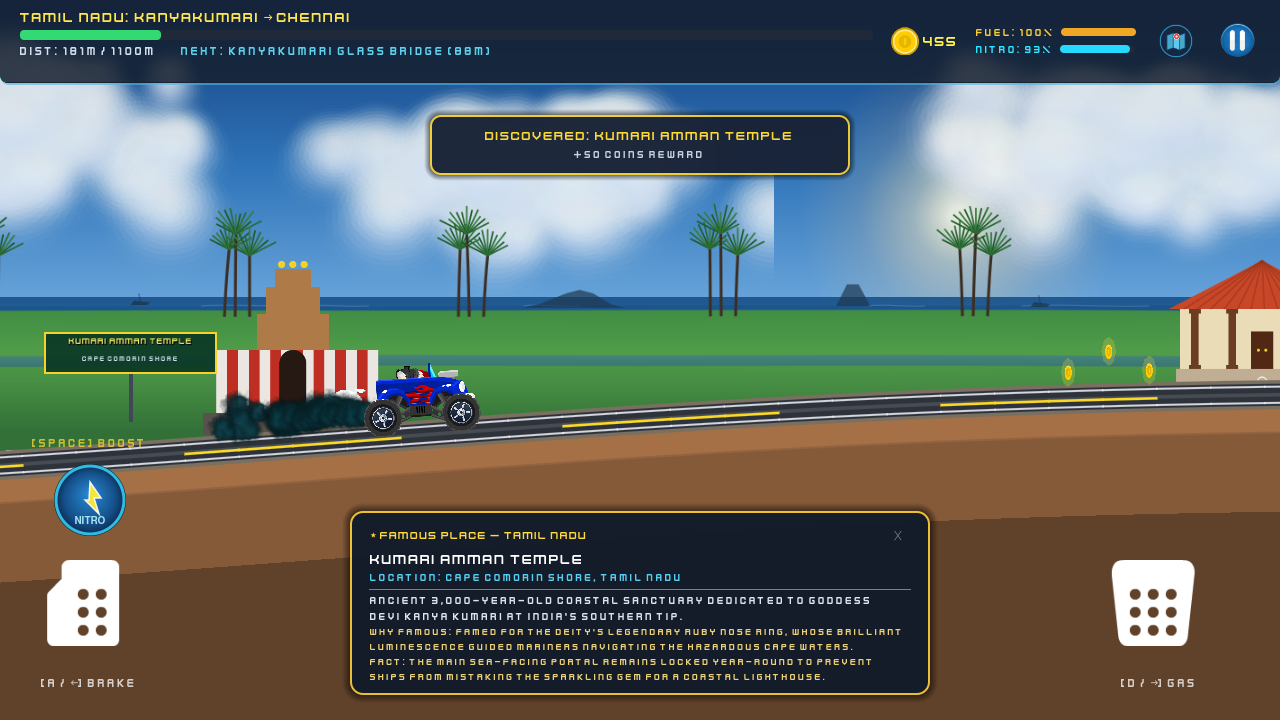 TAMIL NADU: KANYAKUMARI → CHENNAI
DIST: 181M / 1100M
NEXT: KANYAKUMARI GLASS BRIDGE (88M)
455
FUEL: 100%
NITRO: 93%
DISCOVERED: KUMARI AMMAN TEMPLE
+50 COINS REWARD
KUMARI AMMAN TEMPLE
CAPE COMORIN SHORE
[SPACE] BOOST
NITRO
[A / ←] BRAKE
★ FAMOUS PLACE — TAMIL NADU
X
KUMARI AMMAN TEMPLE
LOCATION: CAPE COMORIN SHORE, TAMIL NADU
ANCIENT 3,000-YEAR-OLD COASTAL SANCTUARY DEDICATED TO GODDESS
DEVI KANYA KUMARI AT INDIA'S SOUTHERN TIP.
WHY FAMOUS: FAMED FOR THE DEITY'S LEGENDARY RUBY NOSE RING, WHOSE BRILLIANT
LUMINESCENCE GUIDED MARINERS NAVIGATING THE HAZARDOUS CAPE WATERS.
FACT: THE MAIN SEA-FACING PORTAL REMAINS LOCKED YEAR-ROUND TO PREVENT
SHIPS FROM MISTAKING THE SPARKLING GEM FOR A COASTAL LIGHTHOUSE.
[D / →] GAS